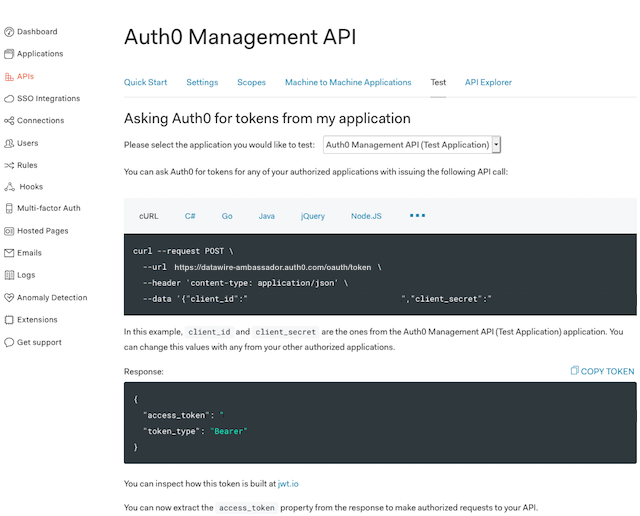 Dashboard
Applications
APIs
SSO Integrations
Connections
Users
Rules
Hooks
Multi-factor Auth
Hosted Pages
Emails
Logs
Anomaly Detection
Extensions
Get support
Auth0 Management API
Quick Start Settings Scopes Machine to Machine Applications Test API Explorer
Asking Auth0 for tokens from my application
Please select the application you would like to test: Auth0 Management API (Test Application)
You can ask Auth0 for tokens for any of your authorized applications with issuing the following API call:
cURL C# Go Java jQuery Node.JS •••
curl --request POST \
--url https://datawire-ambassador.auth0.com/oauth/token \
--header 'content-type: application/json' \
--data '{"client_id":" ","client_secret":"
In this example, client_id and client_secret are the ones from the Auth0 Management API (Test Application) application. You
can change this values with any from your other authorized applications.
Response: COPY TOKEN
{
"access_token": "
"token_type": "Bearer"
}
You can inspect how this token is built at jwt.io
You can now extract the access_token property from the response to make authorized requests to your API.